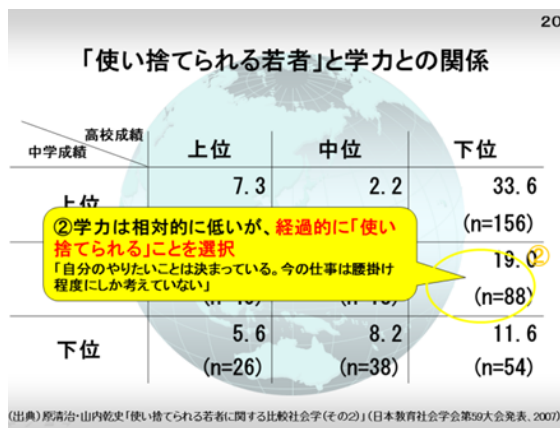 20
「使い捨てられる若者」と学力との関係
高校成績
中学成績
上位 中位 下位
上位 7.3 2.2 33.6
(n=156)
②学力は相対的に低いが、経過的に「使い
捨てられる」ことを選択
「自分のやりたいことは決まっている。今の仕事は腰掛け
程度にしか考えていない」
19.0 ②
(n=88)
下位 5.6 8.2 11.6
(n=26) (n=38) (n=54)
(出典)原清治・山内乾史「使い捨てられる若者に関する比較社会学(その2)」(日本教育社会学会第59大会発表、2007)